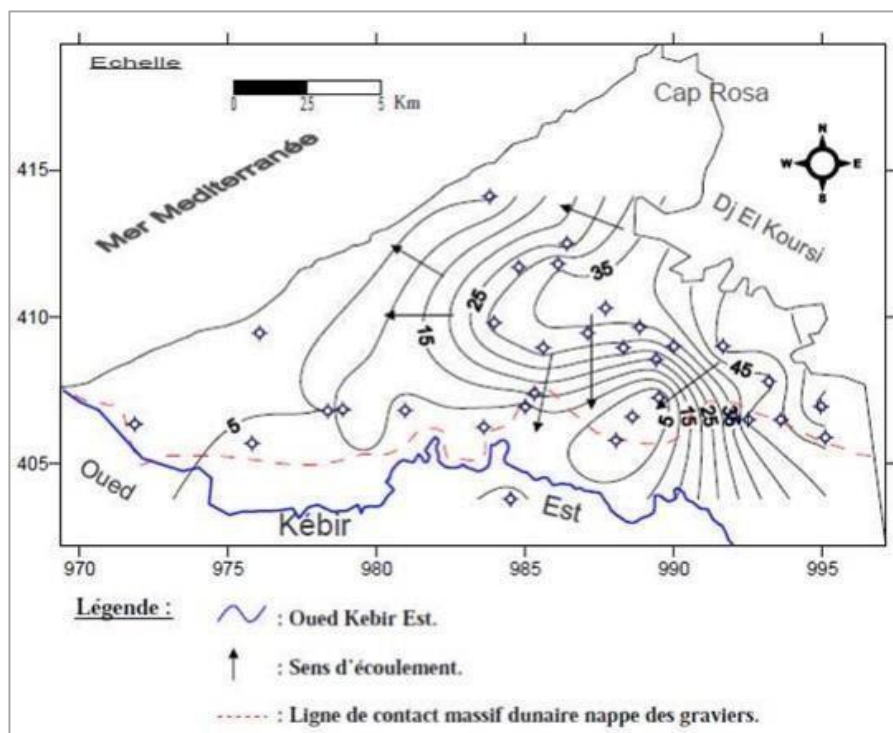 Echelle
0 25 5 Km
Cap Rosa
Mer Mediterranée
N
W E
S
Dj El Koursi
415
410
405
35
25
15
45
5
5 15 25 35
Oued
Kébir
Est
970 975 980 985 990 995
Légende :
: Oued Kebir Est.
: Sens d'écoulement.
: Ligne de contact massif dunaire nappe des graviers.